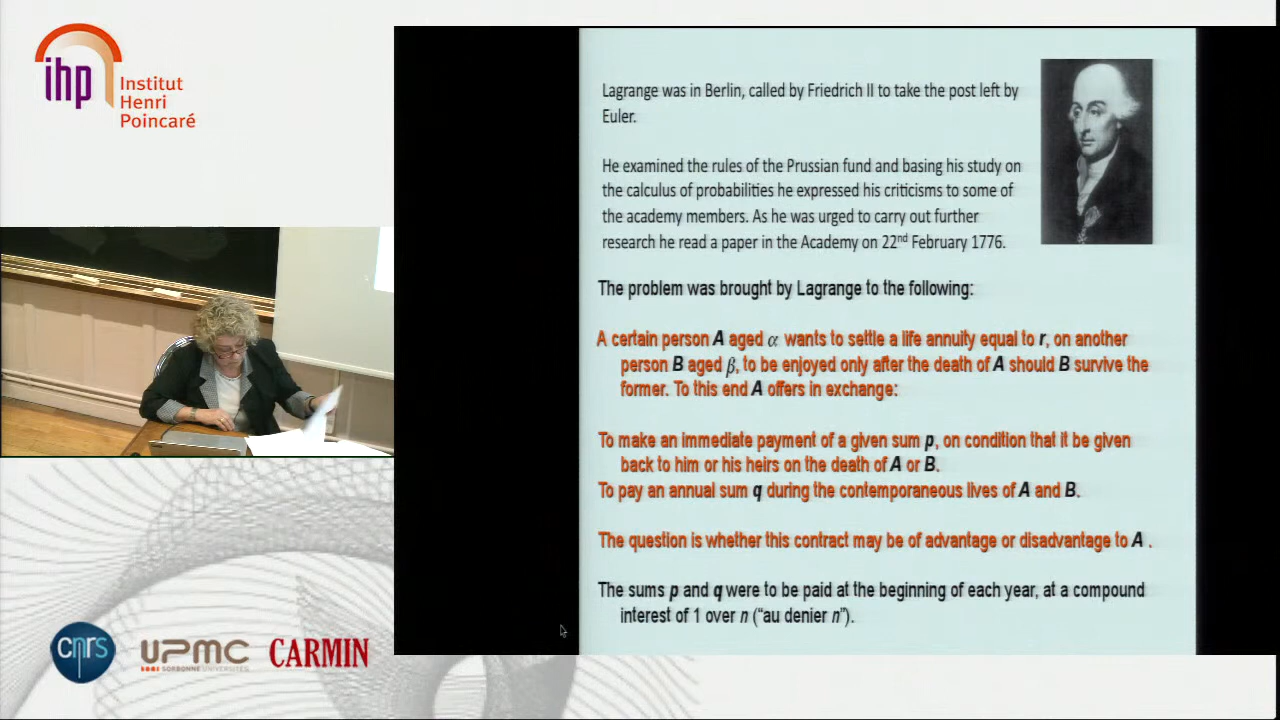 ihp
Institut
Henri
Poincaré
Lagrange was in Berlin, called by Friedrich II to take the post left by
Euler.
He examined the rules of the Prussian fund and basing his study on
the calculus of probabilities he expressed his criticisms to some of
the academy members. As he was urged to carry out further
research he read a paper in the Academy on 22nd February 1776.
The problem was brought by Lagrange to the following:
A certain person A aged α wants to settle a life annuity equal to r, on another
person B aged β, to be enjoyed only after the death of A should B survive the
former. To this end A offers in exchange:
To make an immediate payment of a given sum p, on condition that it be given
back to him or his heirs on the death of A or B.
To pay an annual sum q during the contemporaneous lives of A and B.
The question is whether this contract may be of advantage or disadvantage to A .
The sums p and q were to be paid at the beginning of each year, at a compound
interest of 1 over n (“au denier n”).
cnrs
UPMC
SORBONNE UNIVERSITÉS
CARMIN